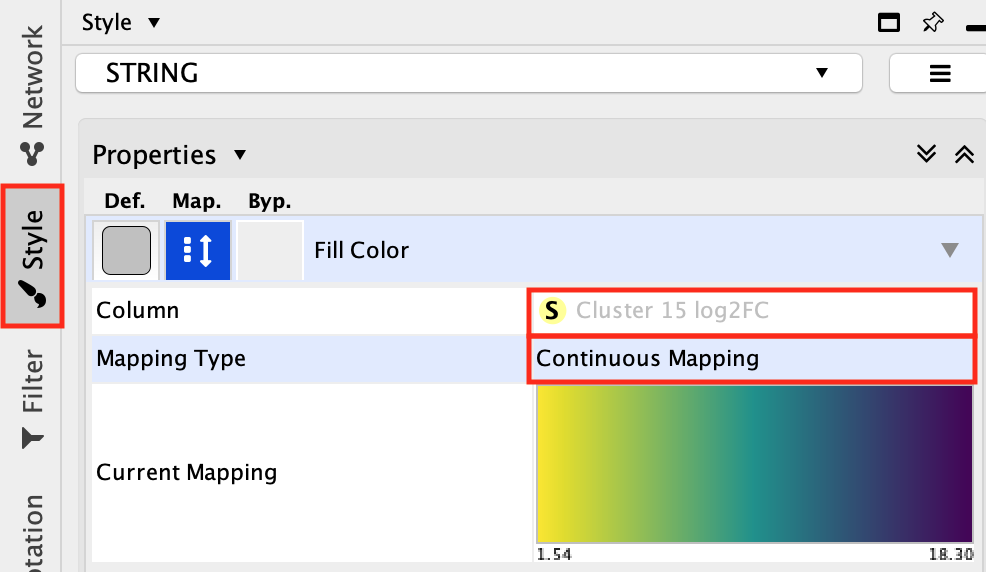 Style
STRING
Network
Style
Filter
Properties
Def. Map. Byp.
Fill Color
Column
S Cluster 15 log2FC
Mapping Type
Continuous Mapping
Current Mapping
1.54
18.30